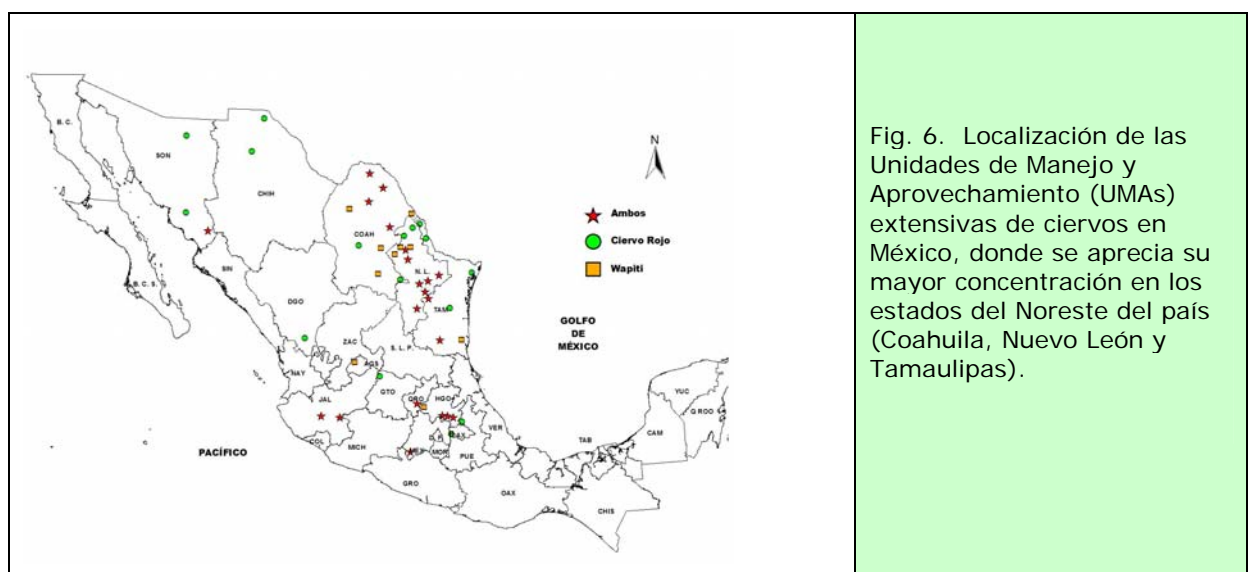 B. C.
SON
CHIH
N
COAH
Ambos
Ciervo Rojo
Wapiti
B. C. S.
SIN
N. L.
DGO
TAM
GOLFO
DE
MÉXICO
ZAC
S. L. P.
NAY
AGS
JAL
GTO
QRO
HGO
YUC
Q ROO
COL
MICH
D. F.
VER
TAB
CAM
PACÍFICO
MOR
PUE
GRO
OAX
CHIS
Fig. 6. Localización de las
Unidades de Manejo y
Aprovechamiento (UMAs)
extensivas de ciervos en
México, donde se aprecia su
mayor concentración en los
estados del Noreste del país
(Coahuila, Nuevo León y
Tamaulipas).